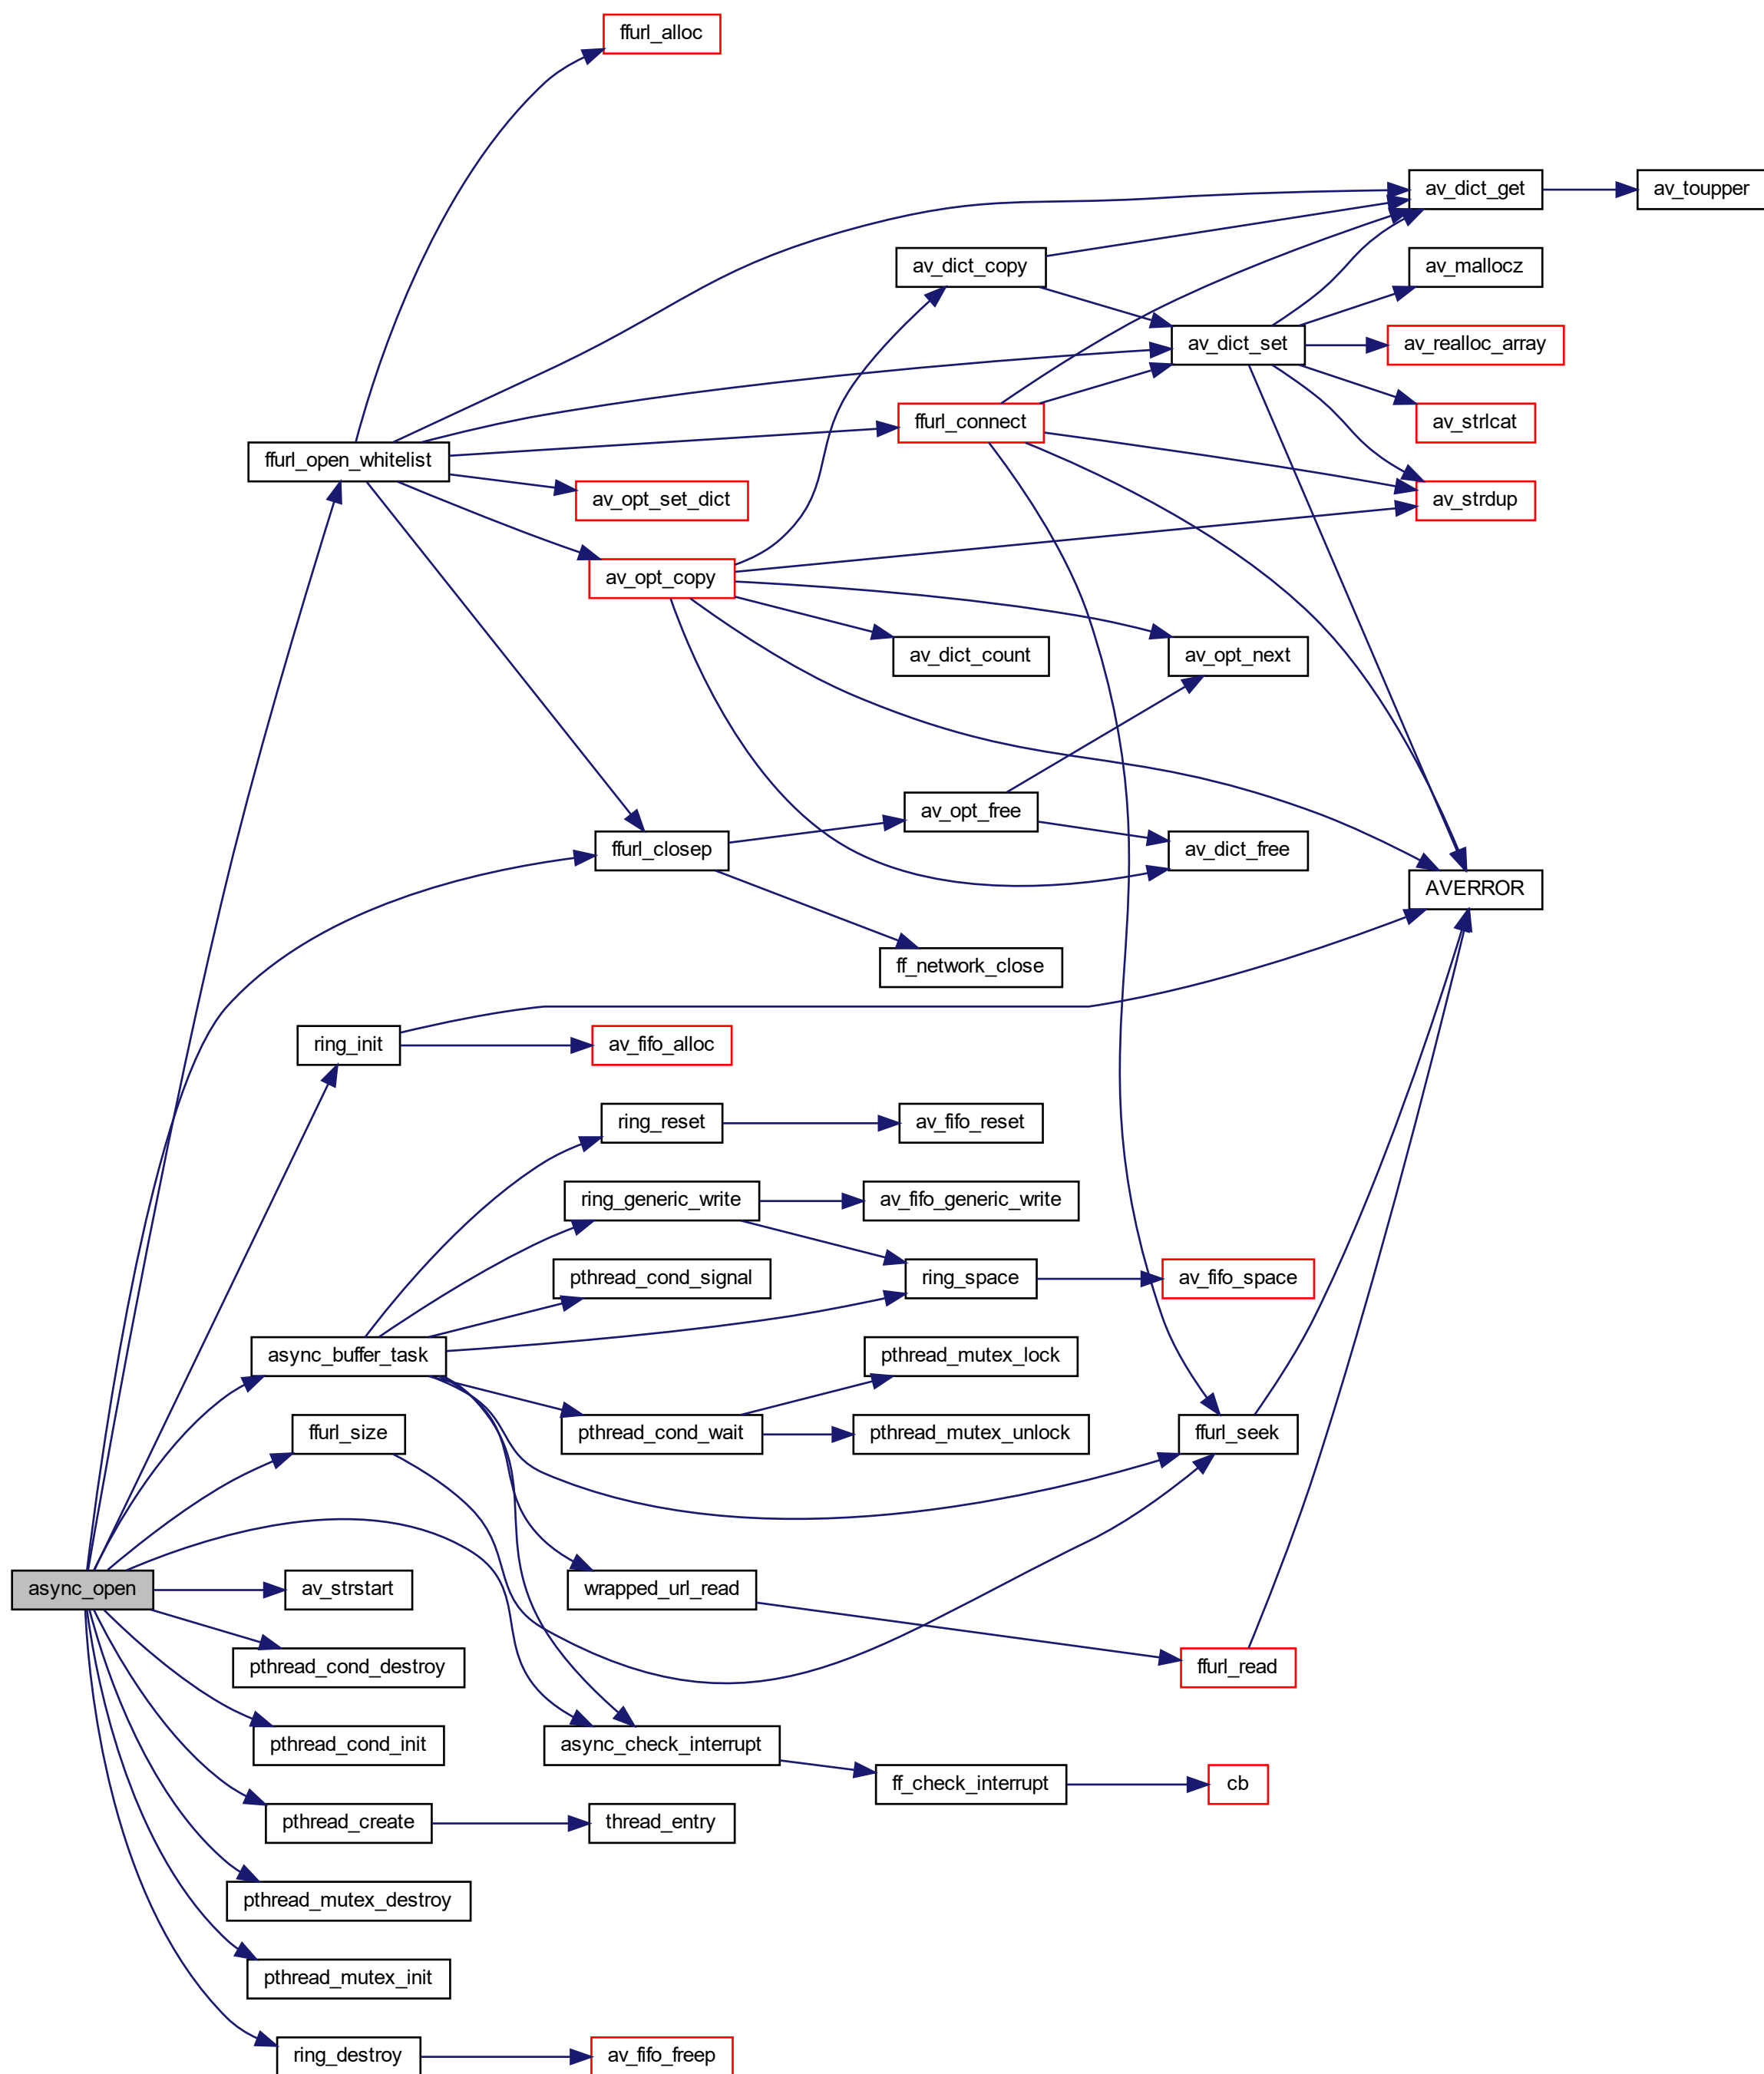 ffurl_alloc
av_dict_get
av_toupper
av_dict_copy
av_mallocz
av_dict_set
av_realloc_array
ffurl_connect
av_strlcat
ffurl_open_whitelist
av_opt_set_dict
av_strdup
av_opt_copy
av_dict_count
av_opt_next
av_opt_free
ffurl_closep
av_dict_free
AVERROR
ff_network_close
ring_init
av_fifo_alloc
ring_reset
av_fifo_reset
ring_generic_write
av_fifo_generic_write
pthread_cond_signal
ring_space
av_fifo_space
async_buffer_task
pthread_mutex_lock
ffurl_size
pthread_cond_wait
pthread_mutex_unlock
ffurl_seek
async_open
av_strstart
wrapped_url_read
pthread_cond_destroy
ffurl_read
pthread_cond_init
async_check_interrupt
ff_check_interrupt
cb
pthread_create
thread_entry
pthread_mutex_destroy
pthread_mutex_init
ring_destroy
av_fifo_freep